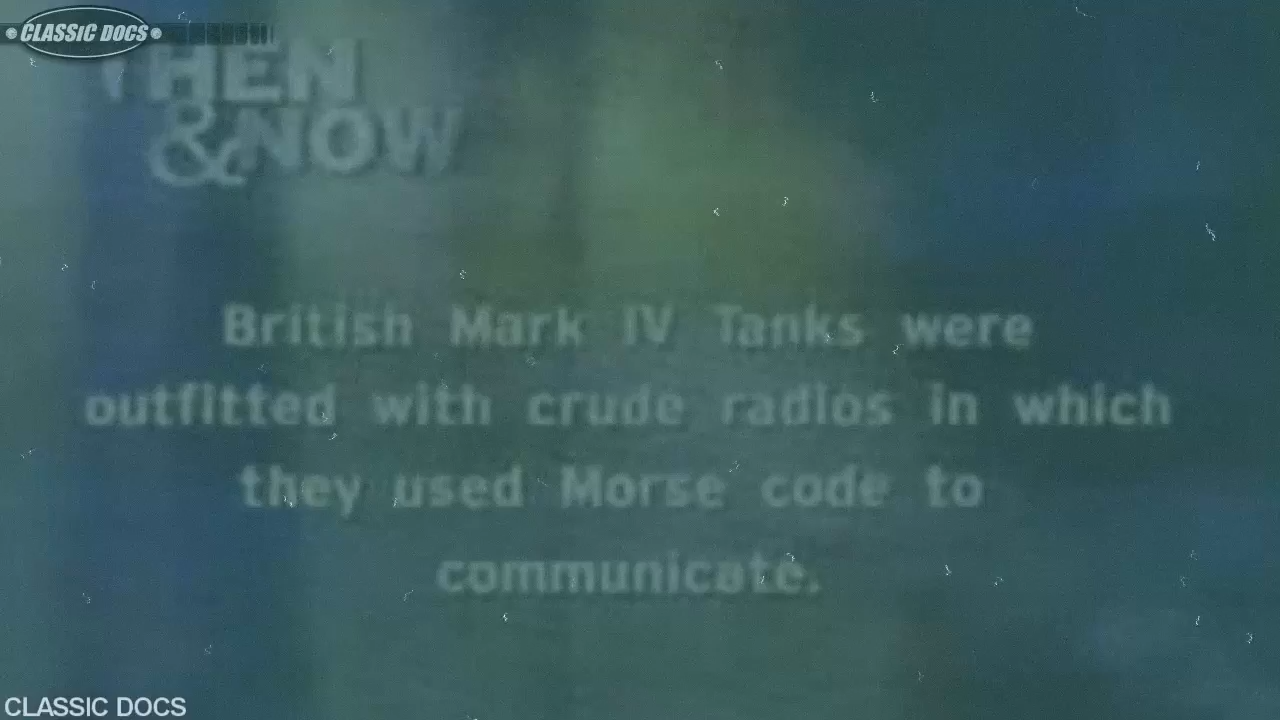 CLASSIC DOCS
THEN
&NOW
British Mark IV Tanks were
outfitted with crude radios in which
they used Morse code to
communicate.
CLASSIC DOCS